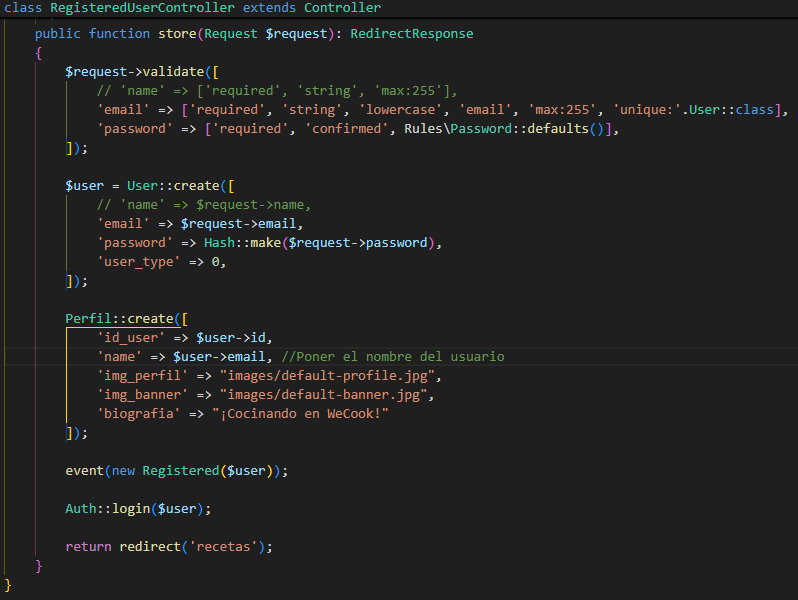 class RegisteredUserController extends Controller
public function store(Request $request): RedirectResponse
{
$request->validate([
// 'name' => ['required', 'string', 'max:255'],
'email' => ['required', 'string', 'lowercase', 'email', 'max:255', 'unique:'.User::class],
'password' => ['required', 'confirmed', Rules\Password::defaults()],
]);
$user = User::create([
// 'name' => $request->name,
'email' => $request->email,
'password' => Hash::make($request->password),
'user_type' => 0,
]);
Perfil::create([
'id_user' => $user->id,
'name' => $user->email, //Poner el nombre del usuario
'img_perfil' => "images/default-profile.jpg",
'img_banner' => "images/default-banner.jpg",
'biografia' => "¡Cocinando en WeCook!"
]);
event(new Registered($user));
Auth::login($user);
return redirect('recetas');
}
}